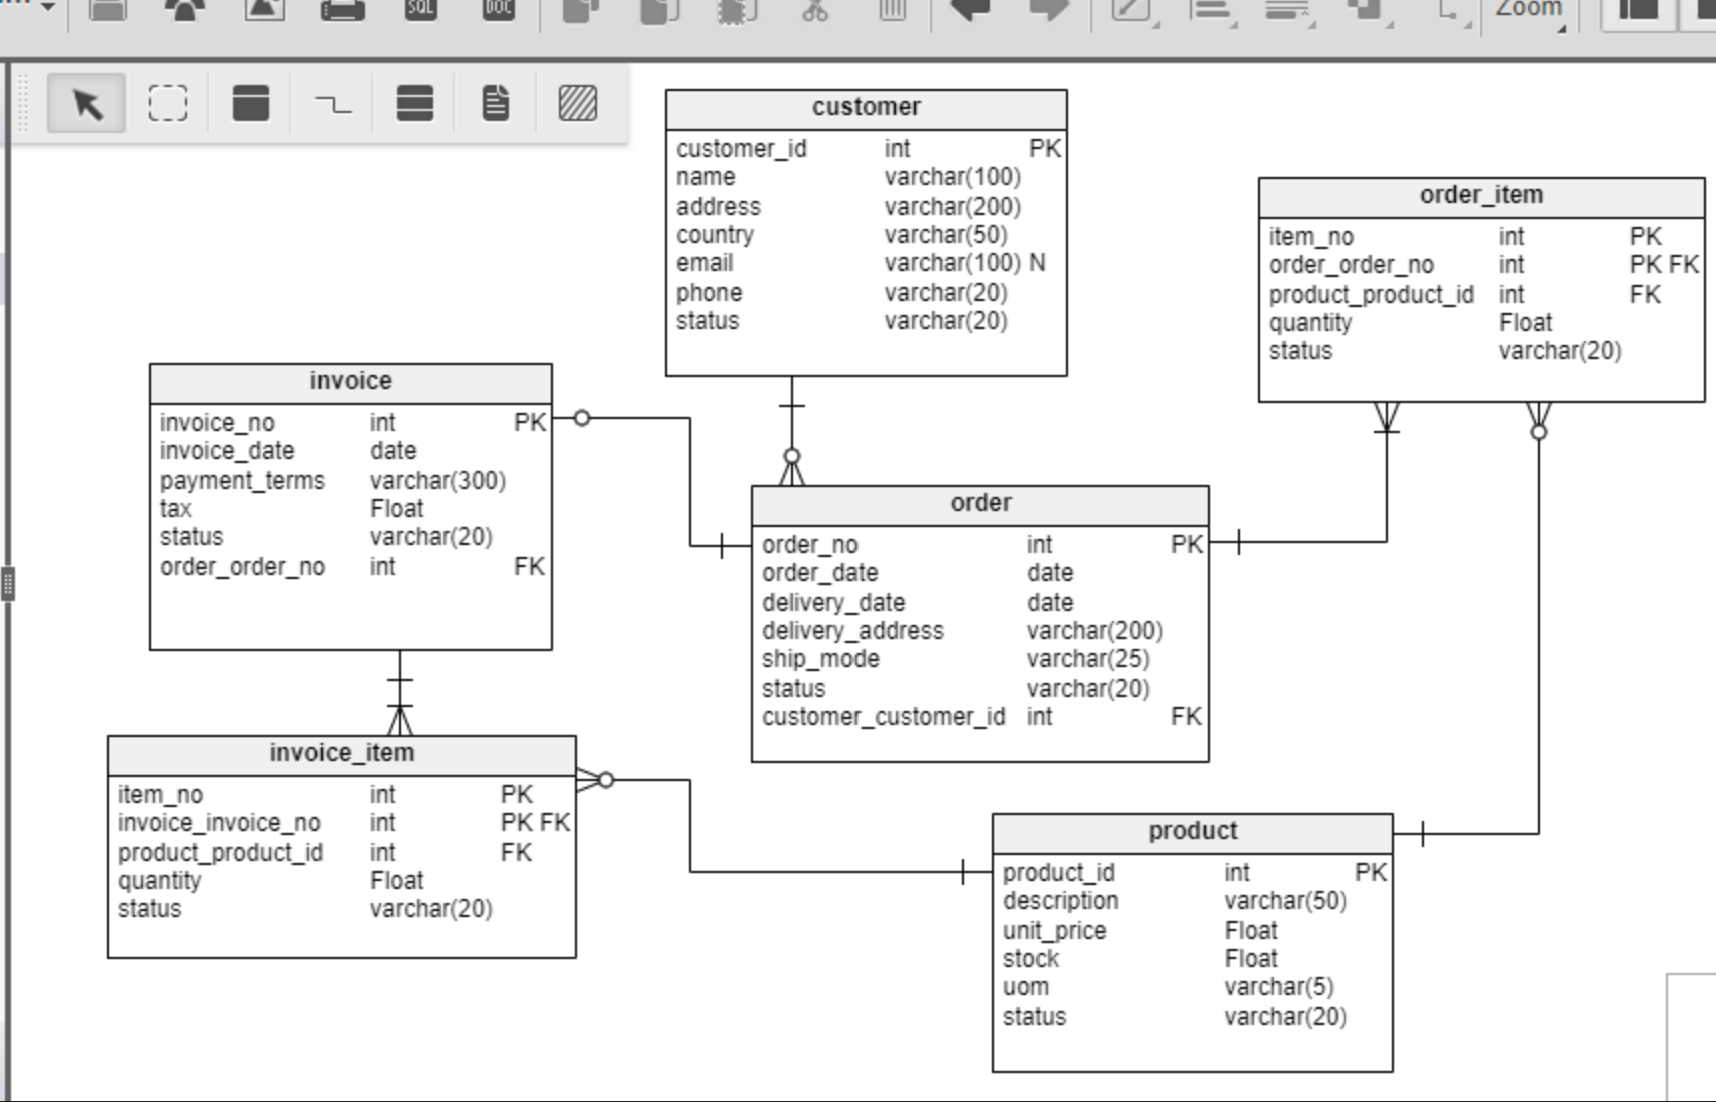 SQL DOC Zoom
customer
customer_id int PK
name varchar(100)
address varchar(200)
country varchar(50)
email varchar(100) N
phone varchar(20)
status varchar(20)
order_item
item_no int PK
order_order_no int PK FK
product_product_id int FK
quantity Float
status varchar(20)
invoice
invoice_no int PK
invoice_date date
payment_terms varchar(300)
tax Float
status varchar(20)
order_order_no int FK
order
order_no int PK
order_date date
delivery_date date
delivery_address varchar(200)
ship_mode varchar(25)
status varchar(20)
customer_customer_id int FK
invoice_item
item_no int PK
invoice_invoice_no int PK FK
product_product_id int FK
quantity Float
status varchar(20)
product
product_id int PK
description varchar(50)
unit_price Float
stock Float
uom varchar(5)
status varchar(20)